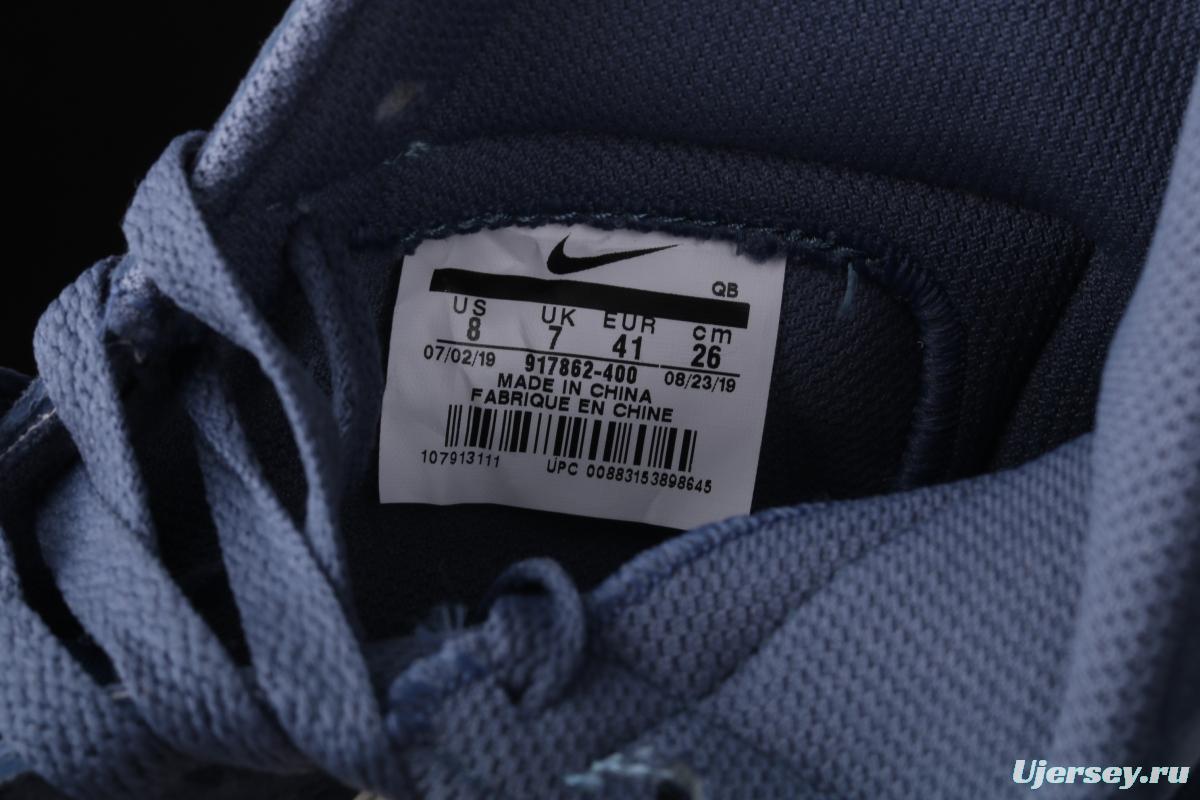 QB
US UK EUR cm
8 7 41 26
07/02/19 917862-400 08/23/19
MADE IN CHINA
FABRIQUE EN CHINE
107913111 UPC 00883153898645
Ujersey.ru